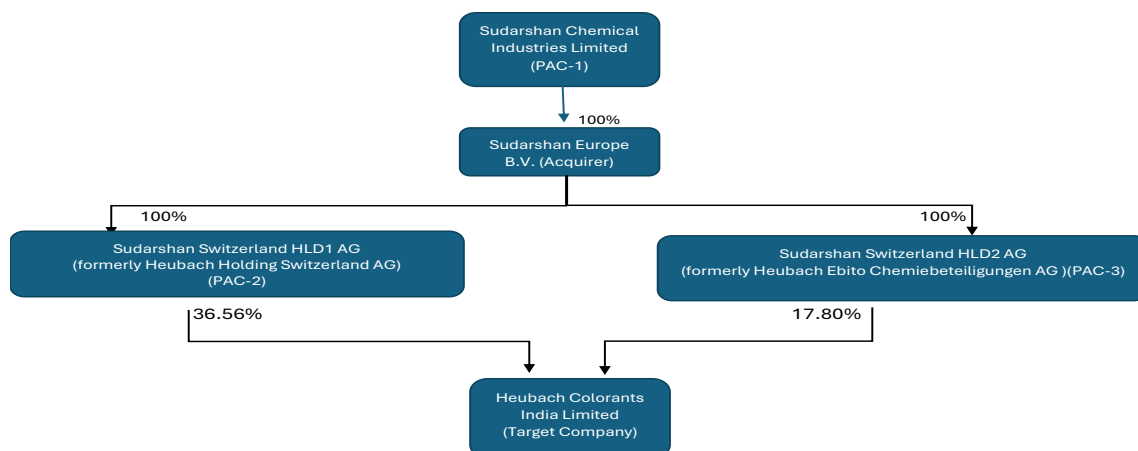 Sudarshan Chemical
Industries Limited
(PAC-1)
100%
Sudarshan Europe
B.V. (Acquirer)
100%
100%
Sudarshan Switzerland HLD1 AG
(formerly Heubach Holding Switzerland AG)
(PAC-2)
Sudarshan Switzerland HLD2 AG
(formerly Heubach Ebito Chemiebeteiligungen AG )(PAC-3)
36.56%
17.80%
Heubach Colorants
India Limited
(Target Company)